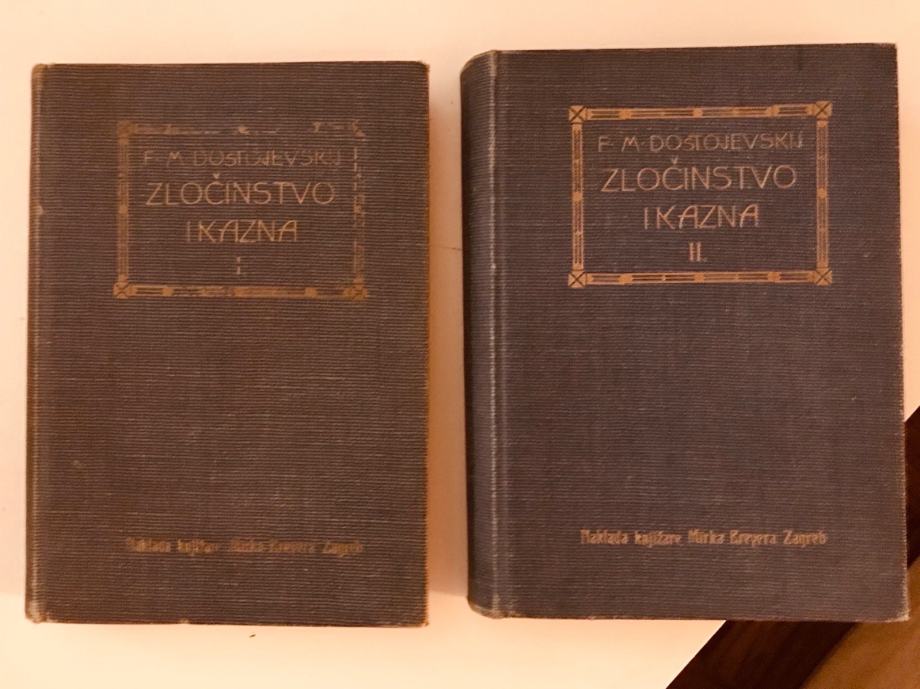 F. M. DOSTOJEVSKIJ
ZLOČINSTVO
I KAZNA
I
Naklada knjižare Mirka Breyera Zagreb
F. M. DOSTOJEVSKIJ
ZLOČINSTVO
I KAZNA
II.
Naklada knjižare Mirka Breyera Zagreb